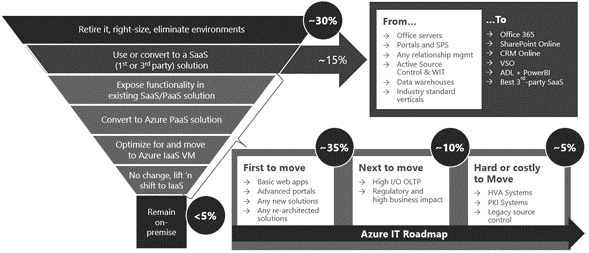 Retire it, right-size, eliminate environments
~30%
Use or convert to a SaaS
(1st or 3rd party) solution
~15%
Expose functionality in
existing SaaS/PaaS solution
Convert to Azure PaaS solution
Optimize for and move
to Azure IaaS VM
No change, lift 'n
shift to IaaS
Remain
on-
premise
<5%
From...
→ Office servers
→ Portals and SPS
→ Any relationship mgmt
→ Active Source
Control & WIT
→ Data warehouses
→ Industry standard
verticals
...To
→ Office 365
→ SharePoint Online
→ CRM Online
→ VSO
→ ADL + PowerBI
→ Best 3rd-party SaaS
~35%
First to move
→ Basic web apps
→ Advanced portals
→ Any new solutions
→ Any re-architected
solutions
~10%
Next to move
→ High I/O OLTP
→ Regulatory and
high business impact
~5%
Hard or costly
to Move
→ HVA Systems
→ PKI Systems
→ Legacy source
control
Azure IT Roadmap